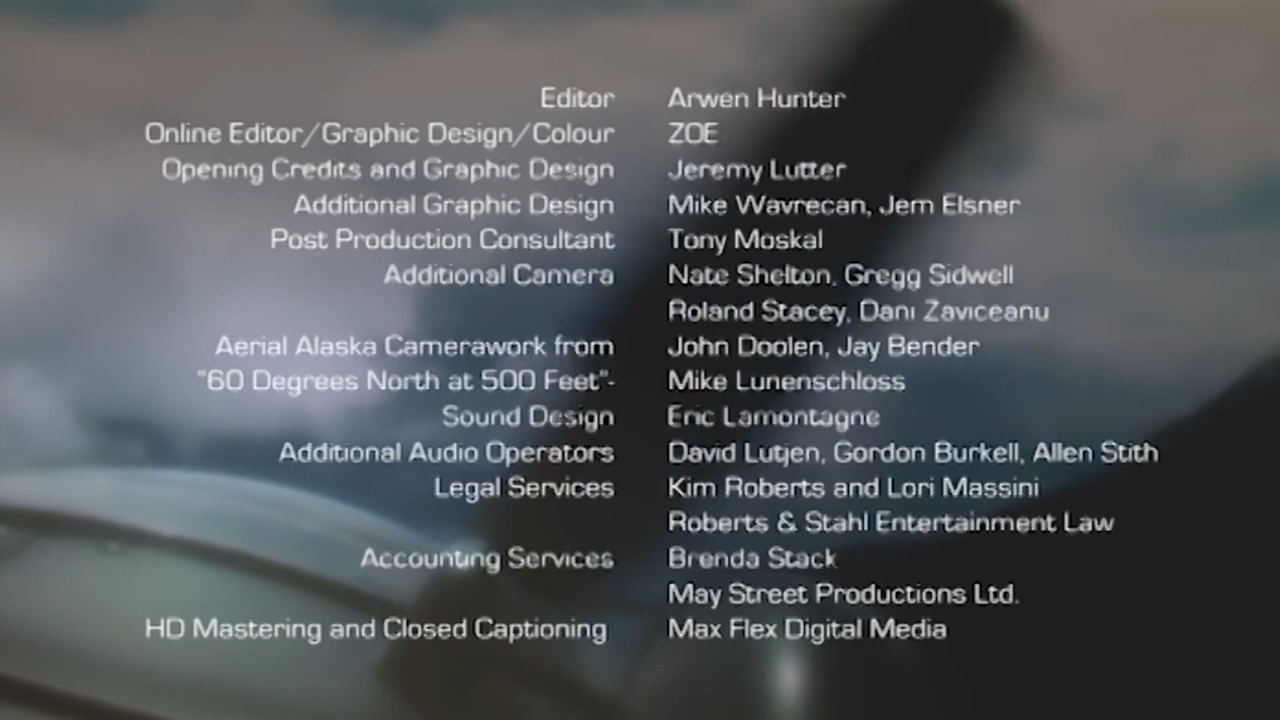 Editor Arwen Hunter
Online Editor/Graphic Design/Colour ZOE
Opening Credits and Graphic Design Jeremy Lutter
Additional Graphic Design Mike Wavrecan, Jem Elsner
Post Production Consultant Tony Moskal
Additional Camera Nate Shelton, Gregg Sidwell
Roland Stacey, Dani Zaviceanu
Aerial Alaska Camerawork from John Doolen, Jay Bender
"60 Degrees North at 500 Feet"- Mike Lunenschloss
Sound Design Eric Lamontagne
Additional Audio Operators David Lutjen, Gordon Burkell, Allen Stith
Legal Services Kim Roberts and Lori Massini
Roberts & Stahl Entertainment Law
Accounting Services Brenda Stack
May Street Productions Ltd.
HD Mastering and Closed Captioning Max Flex Digital Media